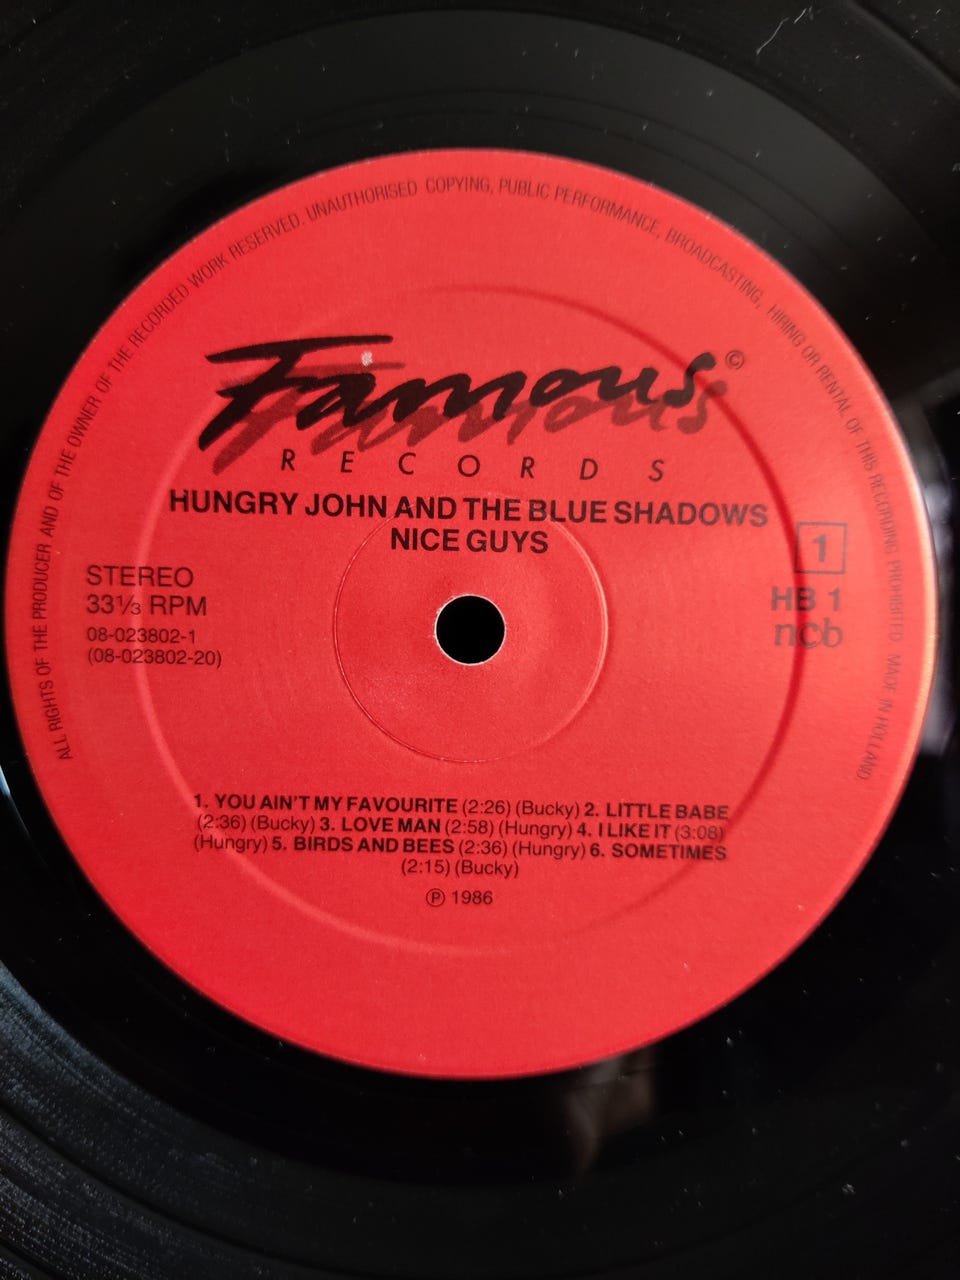 ALL RIGHTS OF THE PRODUCER AND OF THE OWNER OF THE RECORDED WORK RESERVED. UNAUTHORISED COPYING, PUBLIC PERFORMANCE, BROADCASTING, HIRING OR RENTAL OF THIS RECORDING PROHIBITED MADE IN HOLLAND
Famous ©
RECORDS
HUNGRY JOHN AND THE BLUE SHADOWS
NICE GUYS
STEREO
33⅓ RPM
08-023802-1
(08-023802-20)
1
HB 1
ncb
1. YOU AIN'T MY FAVOURITE (2:26) (Bucky) 2. LITTLE BABE
(2:36) (Bucky) 3. LOVE MAN (2:58) (Hungry) 4. I LIKE IT (3:08)
(Hungry) 5. BIRDS AND BEES (2:36) (Hungry) 6. SOMETIMES
(2:15) (Bucky)
℗ 1986